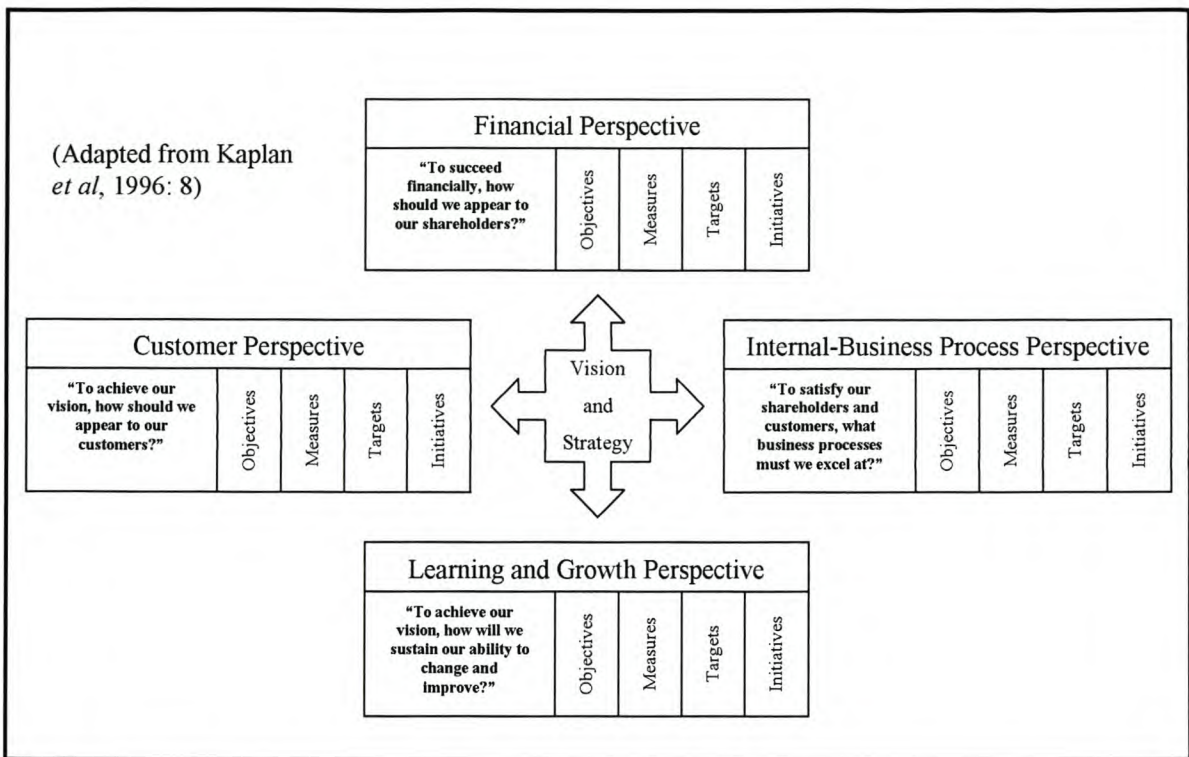 (Adapted from Kaplan
et al, 1996: 8)
Financial Perspective
“To succeed
financially, how
should we appear to
our shareholders?”
Objectives
Measures
Targets
Initiatives
Customer Perspective
“To achieve our
vision, how should we
appear to our
customers?”
Objectives
Measures
Targets
Initiatives
Vision
and
Strategy
Internal-Business Process Perspective
“To satisfy our
shareholders and
customers, what
business processes
must we excel at?”
Objectives
Measures
Targets
Initiatives
Learning and Growth Perspective
“To achieve our
vision, how will we
sustain our ability to
change and
improve?”
Objectives
Measures
Targets
Initiatives